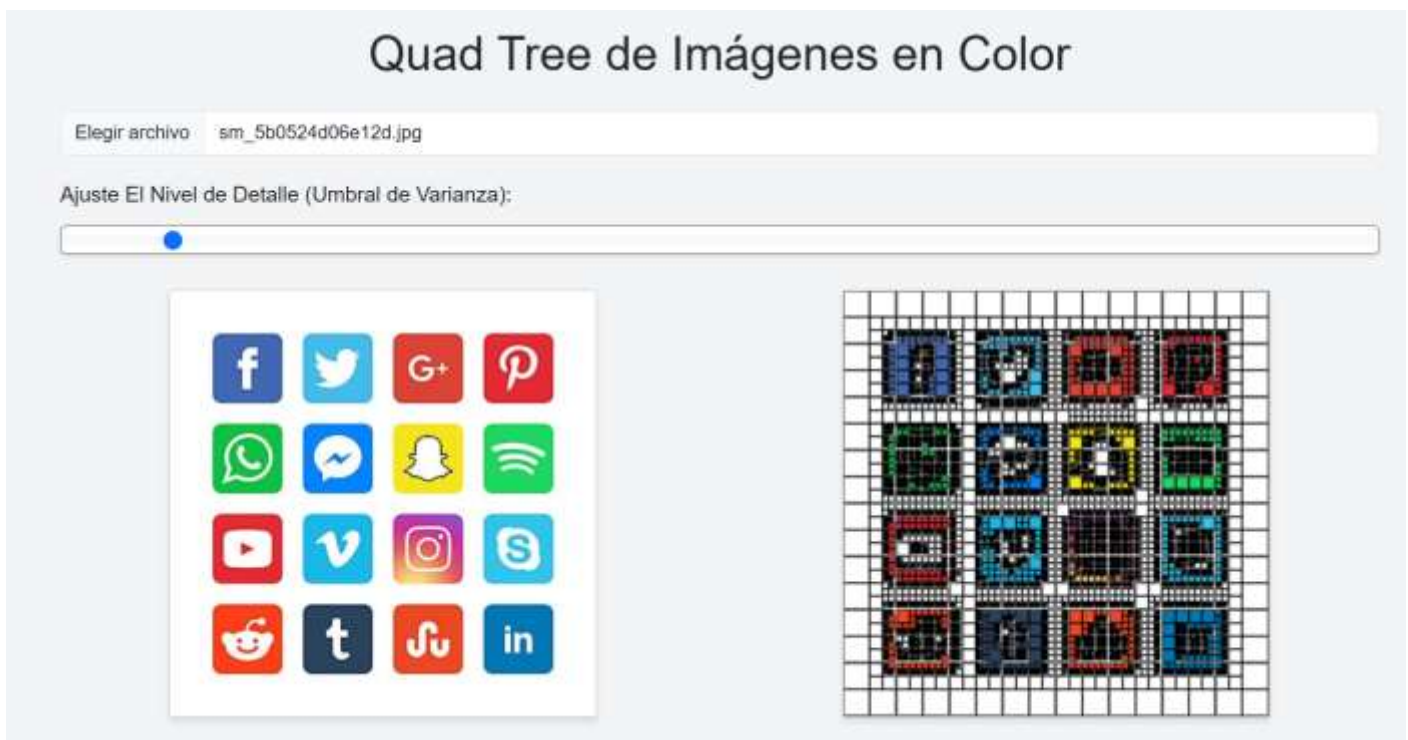 Quad Tree de Imágenes en Color
Elegir archivo sm_5b0524d06e12d.jpg
Ajuste El Nivel de Detalle (Umbral de Varianza):
f G+
t in